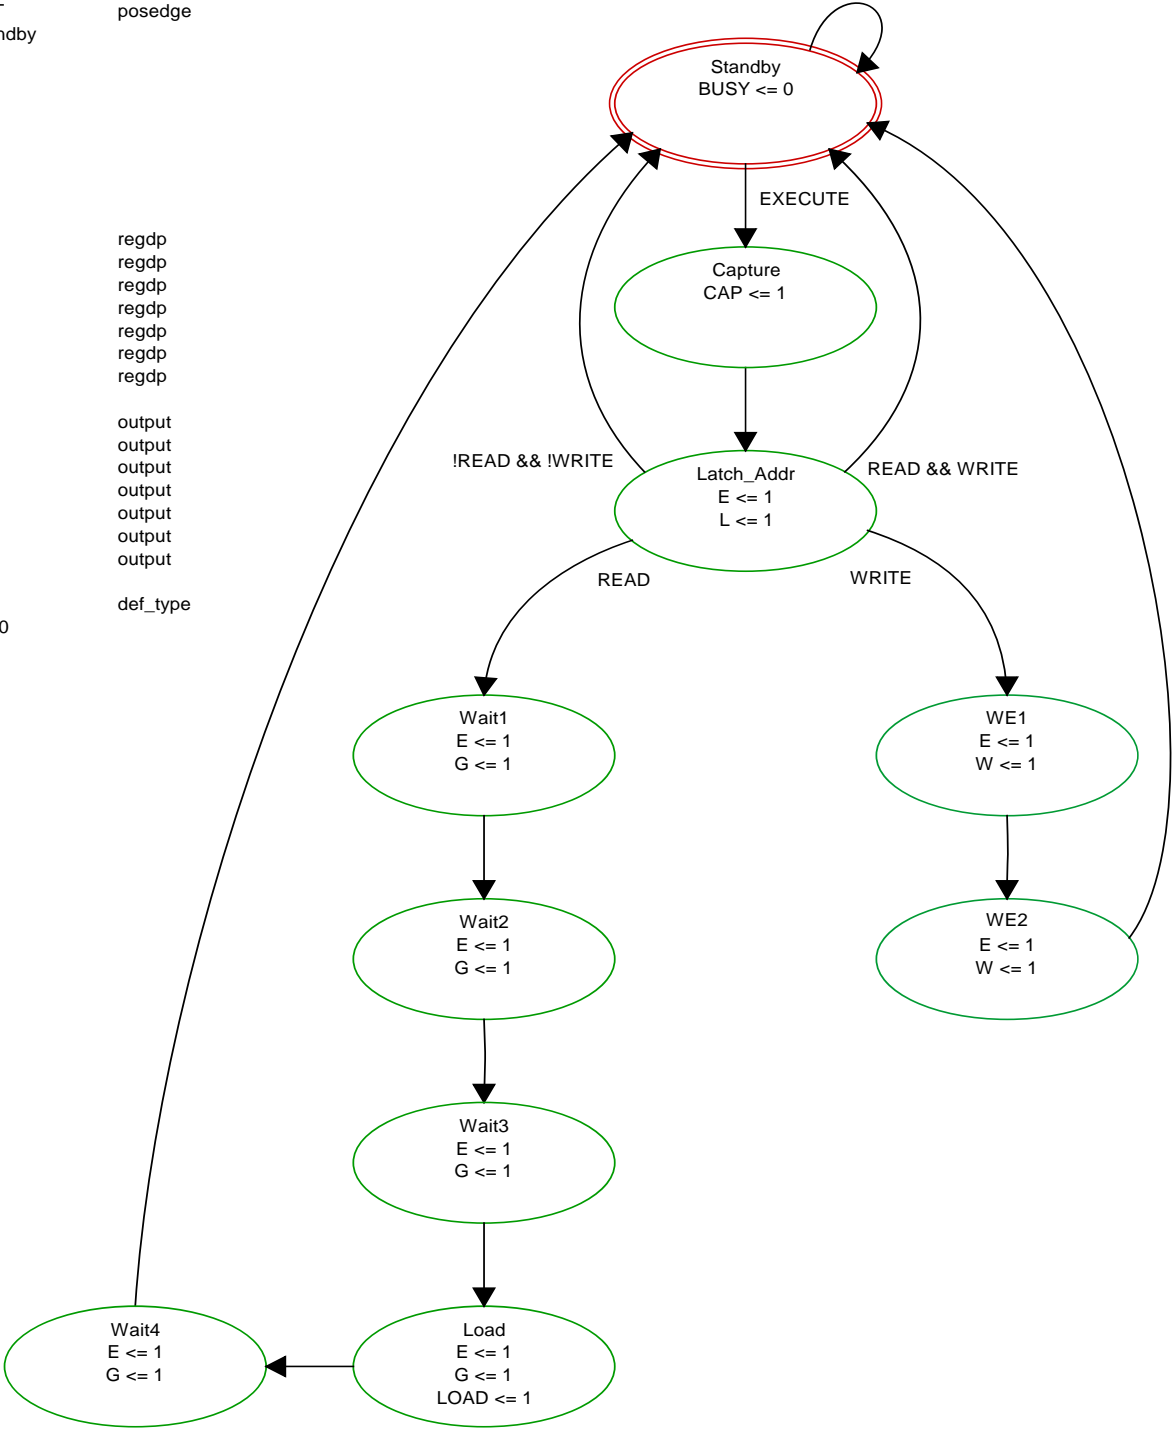 posedge
ndby
regdp
regdp
regdp
regdp
regdp
regdp
regdp
output
output
output
output
output
output
output
def_type
0
Standby
BUSY <= 0
EXECUTE
Capture
CAP <= 1
!READ && !WRITE
READ && WRITE
Latch_Addr
E <= 1
L <= 1
READ
WRITE
Wait1
E <= 1
G <= 1
WE1
E <= 1
W <= 1
Wait2
E <= 1
G <= 1
WE2
E <= 1
W <= 1
Wait3
E <= 1
G <= 1
Wait4
E <= 1
G <= 1
Load
E <= 1
G <= 1
LOAD <= 1